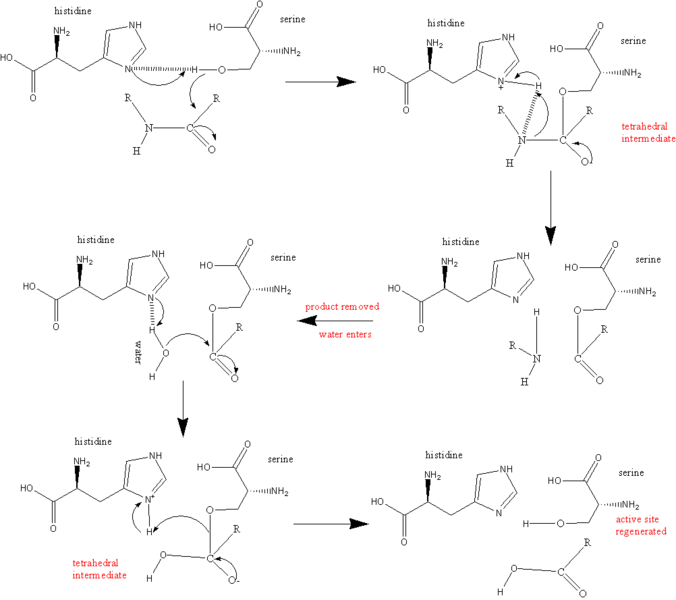 histidine
serine
NH
NH2
HO
O
N
H
O
HO
O
NH2
R
R
N
C
H
O
histidine
serine
NH
NH2
HO
O
N+
H
O
HO
O
NH2
R
R
N
C
H
O-
tetrahedral
intermediate
histidine
serine
NH
NH2
HO
O
N
H
O
HO
O
NH2
R
N
H
water
O
H
R
C
O
product removed
water enters
histidine
serine
NH
NH2
HO
O
N
H
R
N
H
HO
O
NH2
O
R
C
O
histidine
serine
NH
NH2
HO
O
N+
H
HO
O
NH2
O
R
O
H
C
O-
tetrahedral
intermediate
histidine
serine
NH
NH2
HO
O
N
HO
O
NH2
H
O
active site
regenerated
R
O
H
C
O